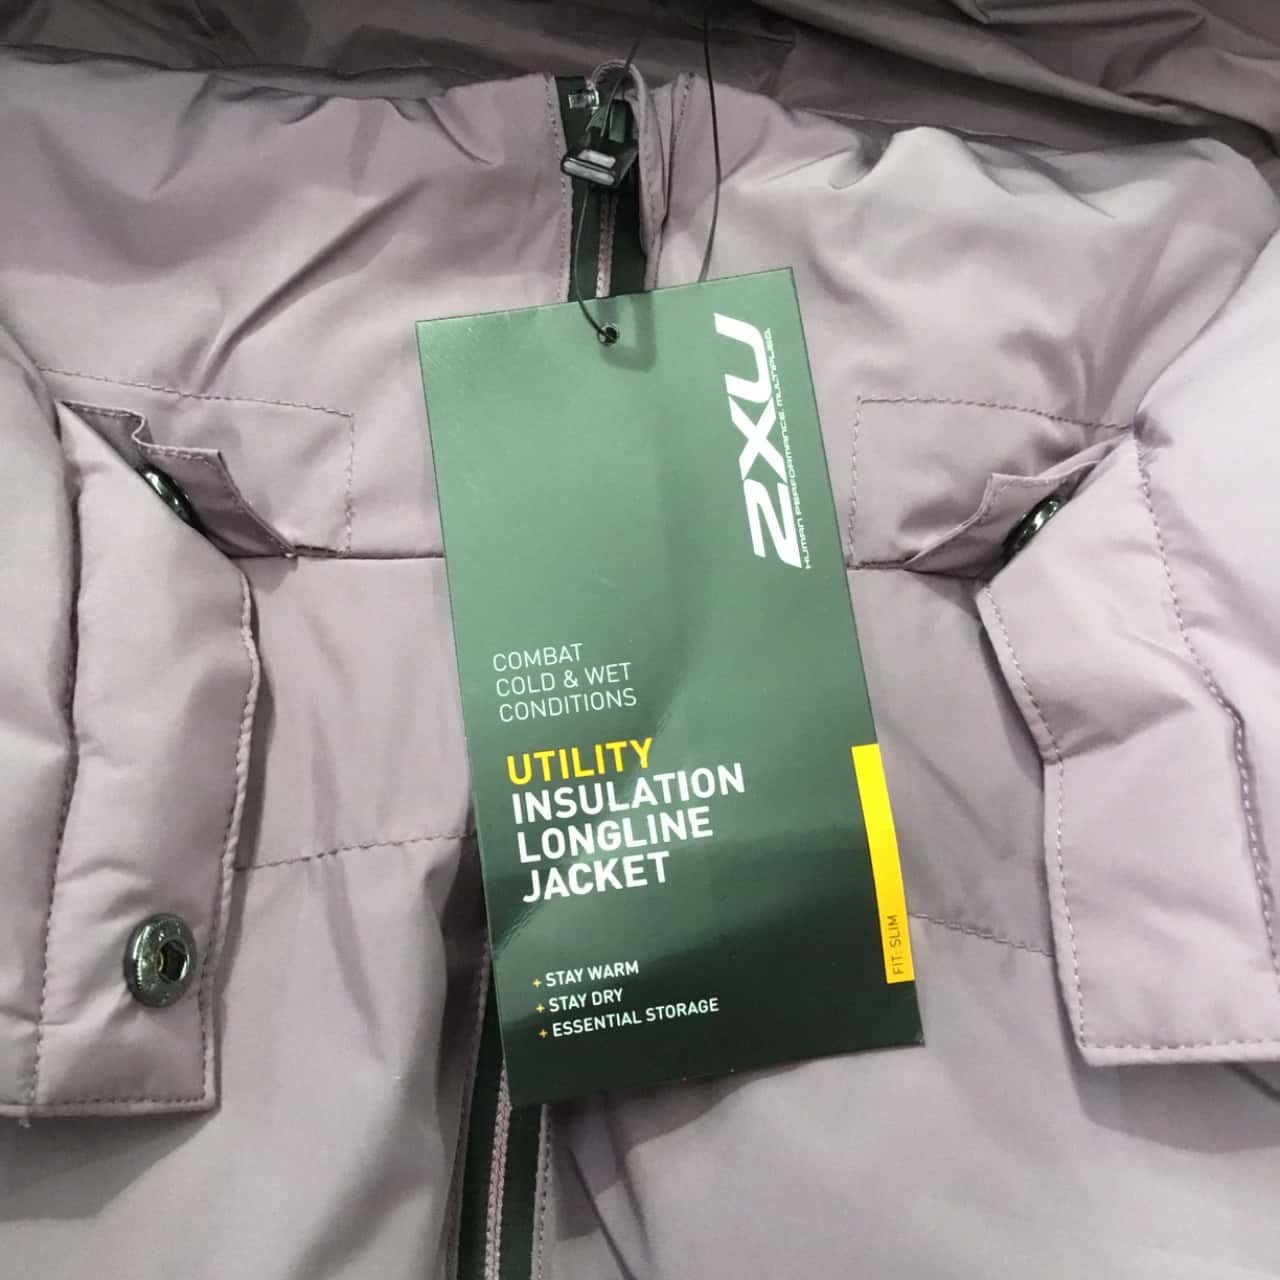 2XU
HUMAN PERFORMANCE. MULTIPLIED.
COMBAT
COLD & WET
CONDITIONS
UTILITY
INSULATION
LONGLINE
JACKET
FIT: SLIM
+ STAY WARM
+ STAY DRY
+ ESSENTIAL STORAGE